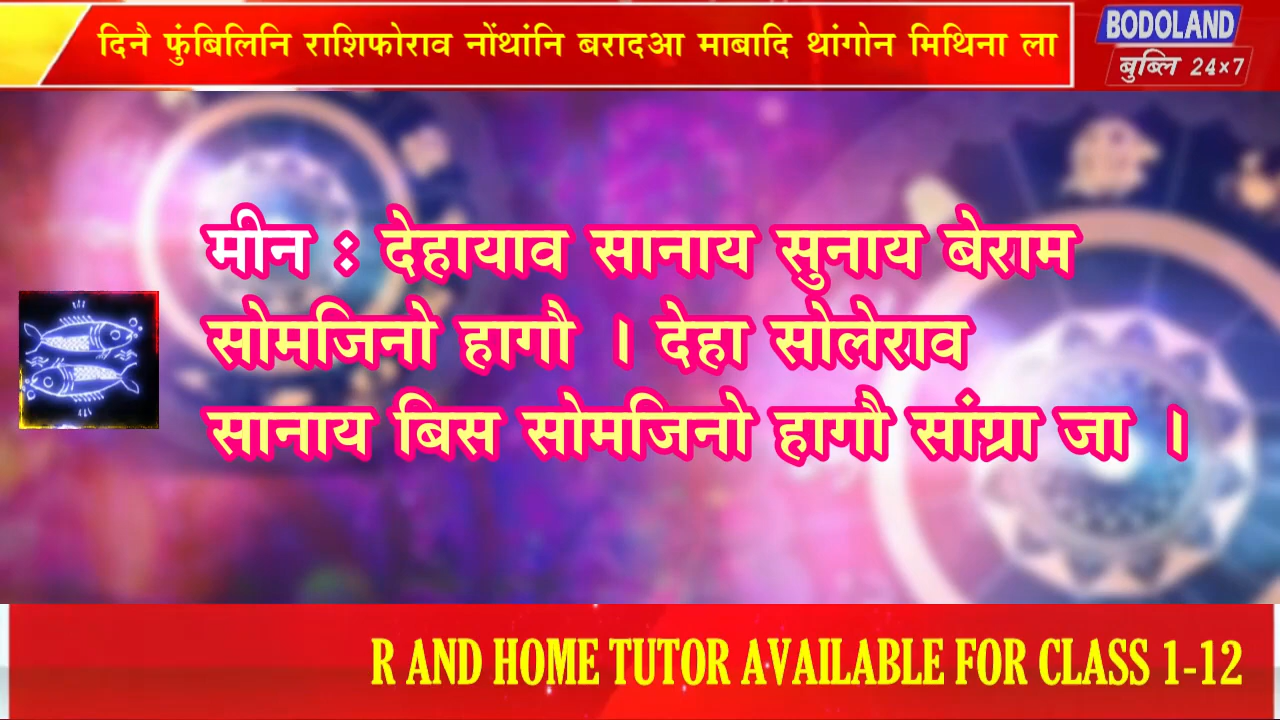 दिनै फुंबिलिनि राशिफोराव नोंथांनि बरादआ माबादि थांगोन मिथिना ला
BODOLAND
बुब्लि 24×7
मीन : देहायाव सानाय सुनाय बेराम
सोमजिनो हागौ । देहा सोलेराव
सानाय बिस सोमजिनो हागौ सांग्रा जा ।
R AND HOME TUTOR AVAILABLE FOR CLASS 1-12